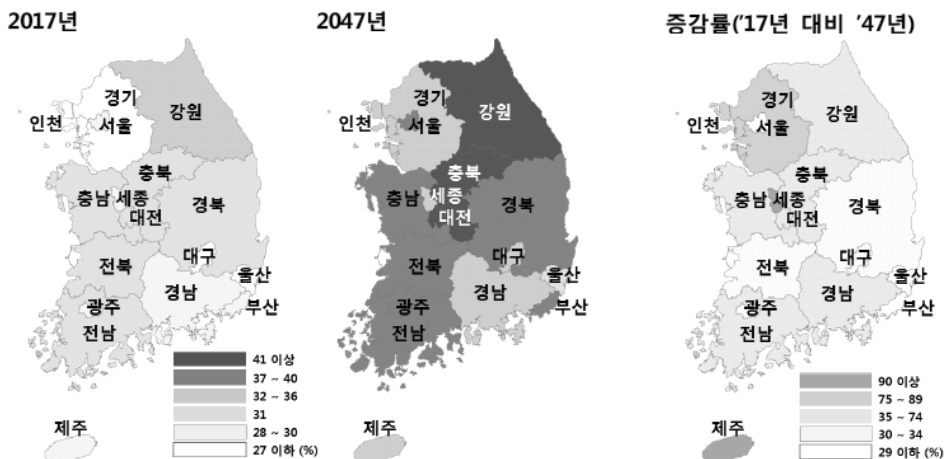 2017년
경기
인천
서울
강원
충북
충남
세종
대전
경북
대구
전북
울산
경남
광주
부산
전남
제주
41 이상
37 ~ 40
32 ~ 36
31
28 ~ 30
27 이하 (%)
2047년
경기
인천
서울
강원
충북
충남
세종
대전
경북
대구
전북
울산
경남
광주
부산
전남
제주
증감률('17년 대비 '47년)
경기
인천
서울
강원
충북
충남
세종
대전
경북
대구
전북
울산
경남
광주
부산
전남
제주
90 이상
75 ~ 89
35 ~ 74
30 ~ 34
29 이하 (%)